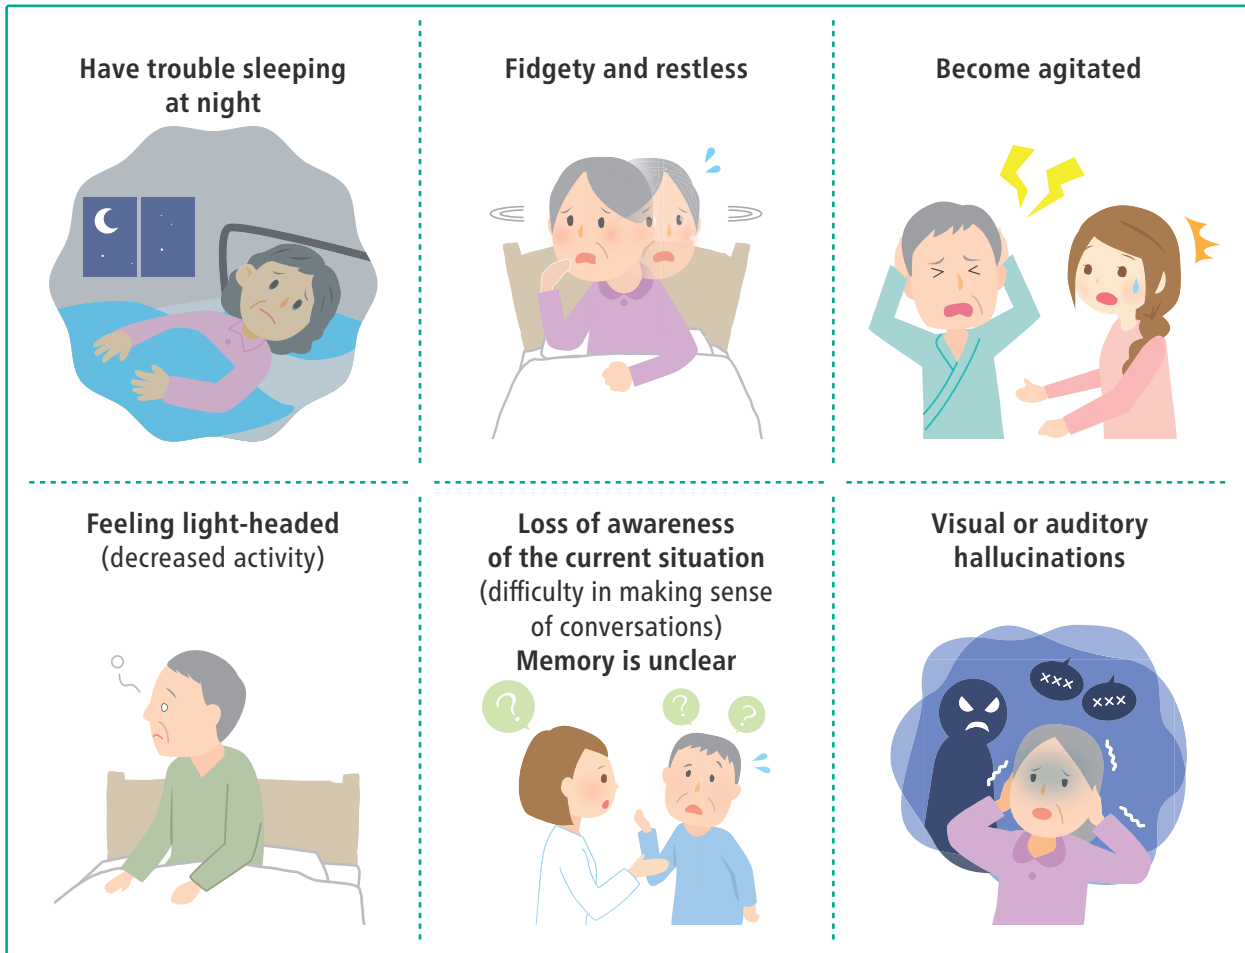 Have trouble sleeping
at night
Fidgety and restless
Become agitated
Feeling light-headed
(decreased activity)
Loss of awareness
of the current situation
(difficulty in making sense
of conversations)
Memory is unclear
? ? ?
Visual or auditory
hallucinations
×××
×××